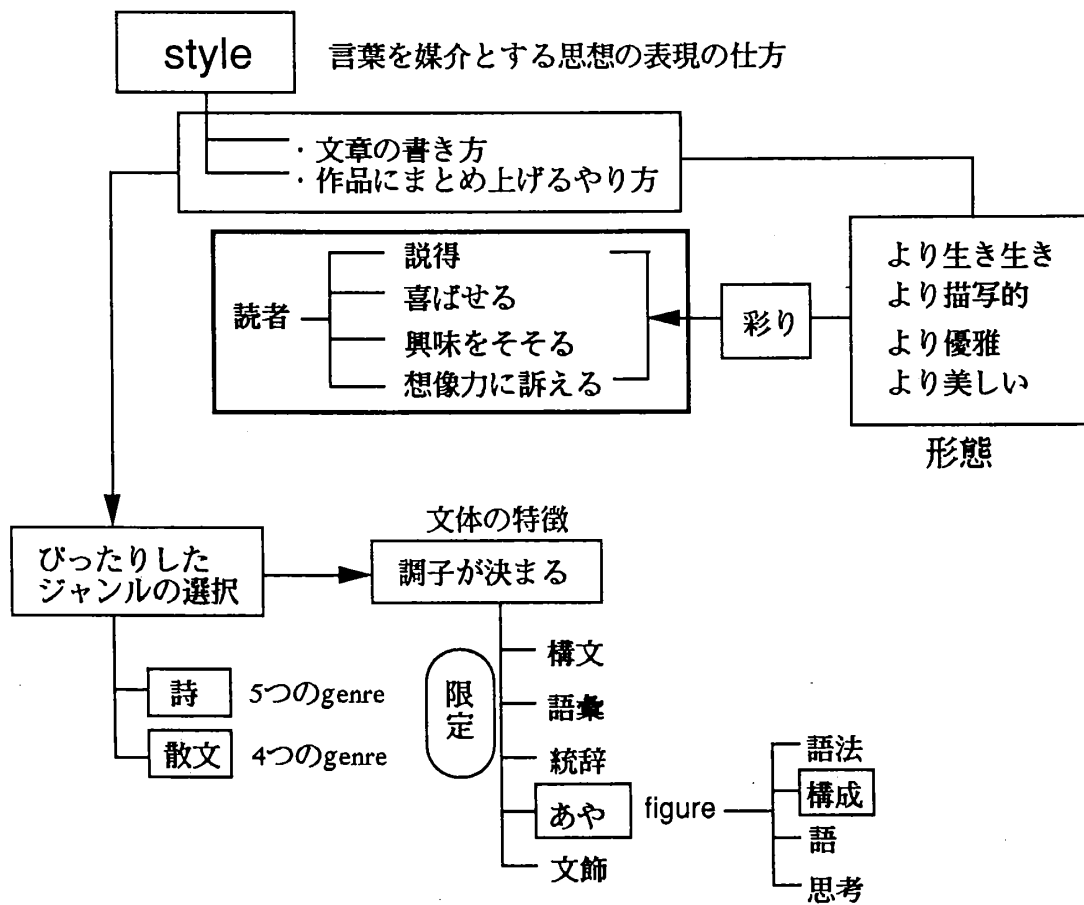 style
言葉を媒介とする思想の表現の仕方
・文章の書き方
・作品にまとめ上げるやり方
読者
説得
喜ばせる
興味をそそる
想像力に訴える
彩り
より生き生き
より描写的
より優雅
より美しい
形態
ぴったりした
ジャンルの選択
詩 5つのgenre
散文 4つのgenre
文体の特徴
調子が決まる
限定
構文
語彙
統辞
あや figure
文飾
語法
構成
語
思考